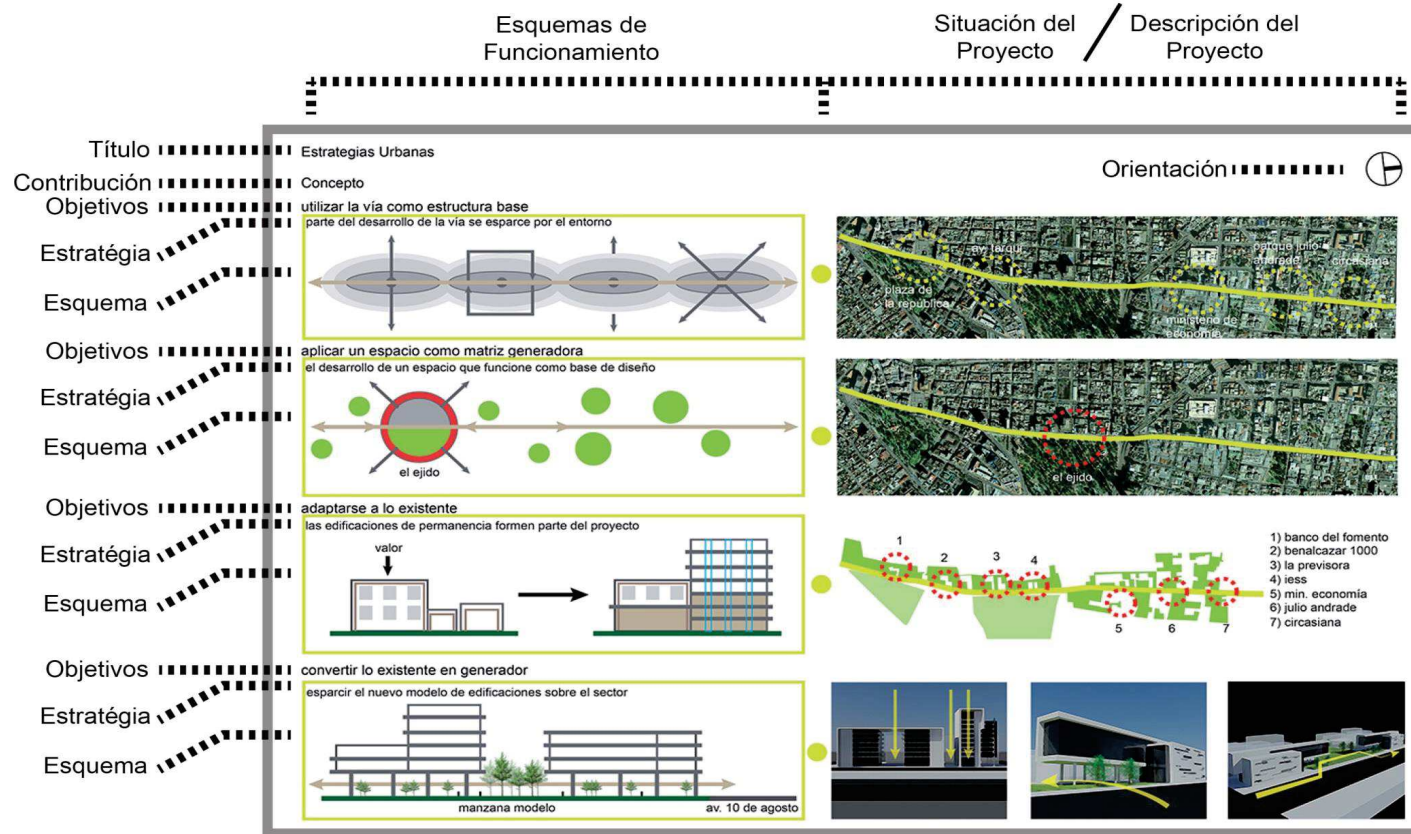 Esquemas de
Funcionamiento
Situación del
Proyecto
Descripción del
Proyecto
Título
Estrategias Urbanas
Orientación
Contribución
Concepto
Objetivos
utilizar la vía como estructura base
Estratégia
parte del desarrollo de la vía se esparce por el entorno
Esquema
plaza de
la republica
av. tarqui
ministerio de
economia
parque julio
andrade
circasiana
Objetivos
aplicar un espacio como matriz generadora
Estratégia
el desarrollo de un espacio que funcione como base de diseño
Esquema
el ejido
el ejido
Objetivos
adaptarse a lo existente
Estratégia
las edificaciones de permanencia formen parte del proyecto
Esquema
valor
1
2
3
4
5
6
7
1) banco del fomento
2) benalcazar 1000
3) la previsora
4) iess
5) min. economía
6) julio andrade
7) circasiana
Objetivos
convertir lo existente en generador
Estratégia
esparcir el nuevo modelo de edificaciones sobre el sector
Esquema
manzana modelo
av. 10 de agosto